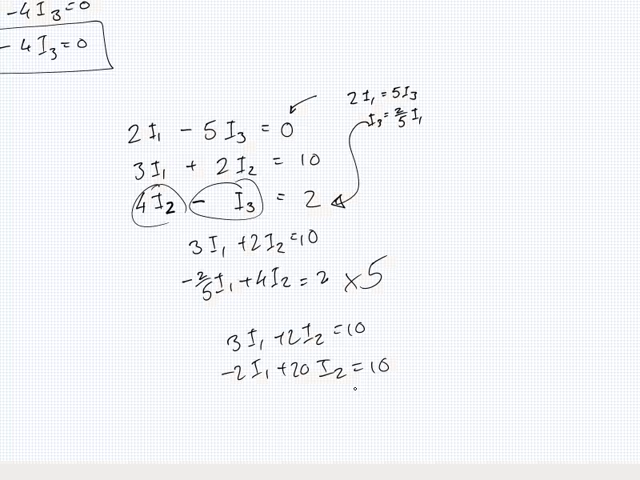 -4I₃=0
- 4I₃=0
2I₁ = 5I₃
I₃ = 2/5 I₁
2I₁ - 5I₃ = 0
3I₁ + 2I₂ = 10
4I₂ - I₃ = 2
3I₁ + 2I₂ = 10
-2/5 I₁ + 4I₂ = 2 ×5
3I₁ + 2I₂ = 10
-2I₁ + 20I₂ = 10